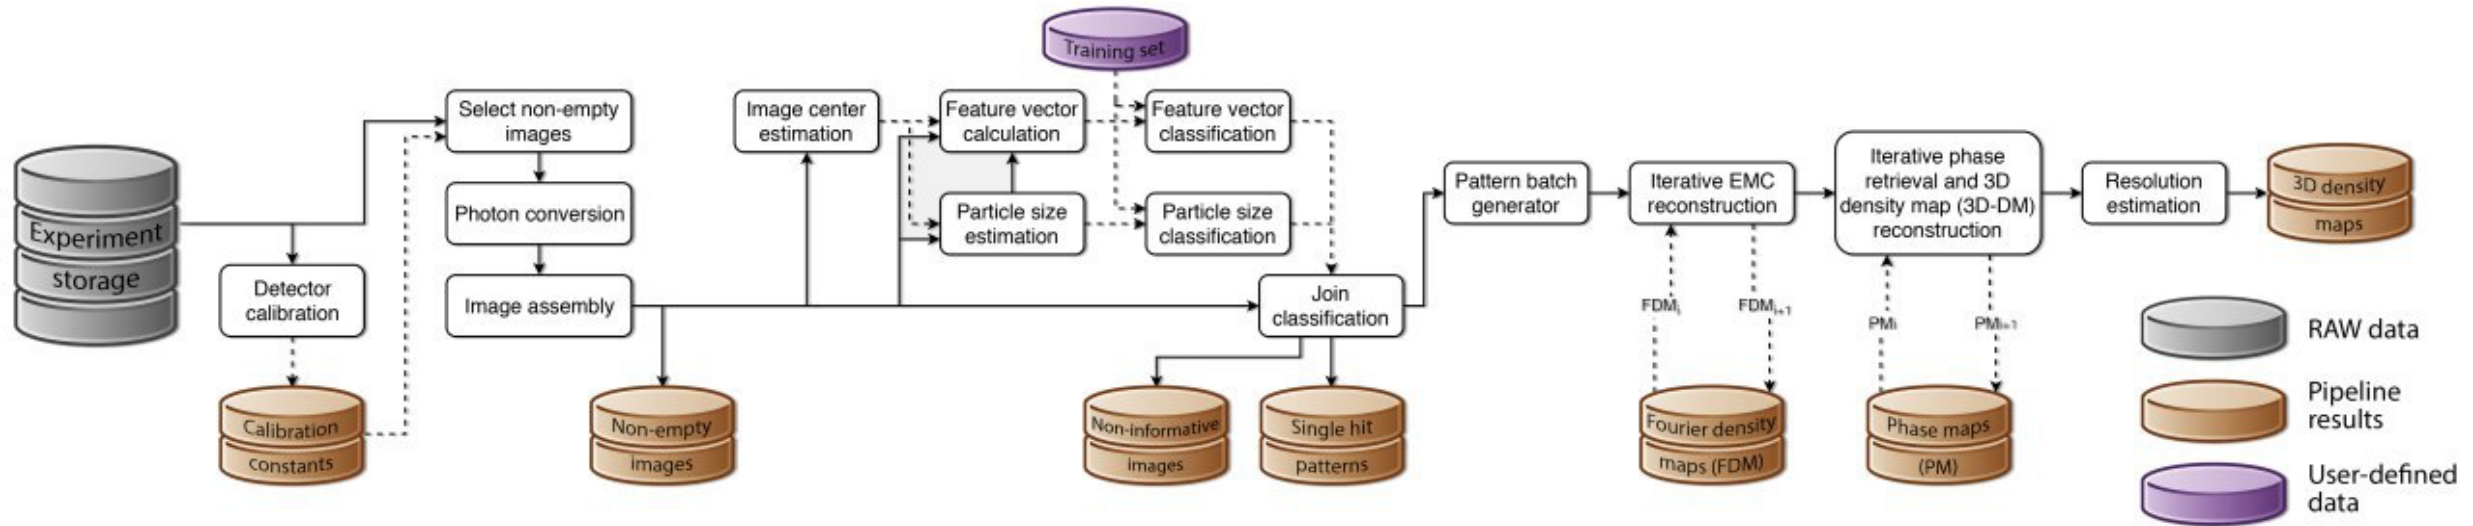 Training set
Select non-empty
images
Image center
estimation
Feature vector
calculation
Feature vector
classification
Experiment
storage
Photon conversion
Particle size
estimation
Particle size
classification
Pattern batch
generator
Iterative EMC
reconstruction
Iterative phase
retrieval and 3D
density map (3D-DM)
reconstruction
Resolution
estimation
3D density
maps
Detector
calibration
Image assembly
Join
classification
FDMi
FDMi+1
PMi
PMi+1
Calibration
constants
Non-empty
images
Non-informative
images
Single hit
patterns
Fourier density
maps (FDM)
Phase maps
(PM)
RAW data
Pipeline
results
User-defined
data